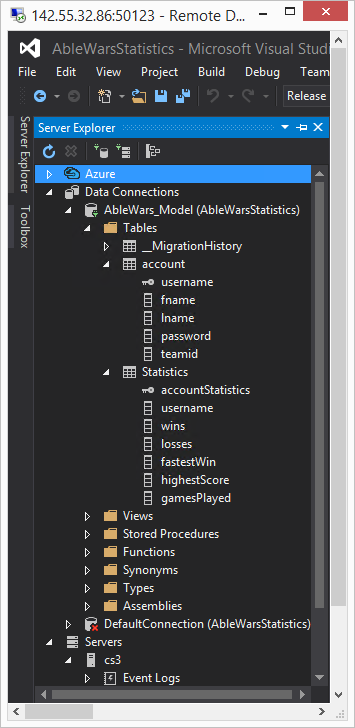 142.55.32.86:50123 - Remote D...
AbleWarsStatistics - Microsoft Visual Studi
File Edit View Project Build Debug Team
Release
Server Explorer
Toolbox
Server Explorer
Azure
Data Connections
AbleWars_Model (AbleWarsStatistics)
Tables
__MigrationHistory
account
username
fname
lname
password
teamid
Statistics
accountStatistics
username
wins
losses
fastestWin
highestScore
gamesPlayed
Views
Stored Procedures
Functions
Synonyms
Types
Assemblies
DefaultConnection (AbleWarsStatistics)
Servers
cs3
Event Logs